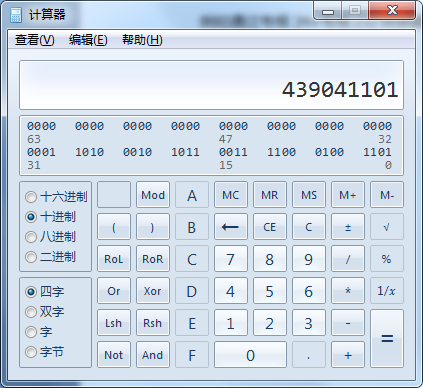 计算器
查看(V) 编辑(E) 帮助(H)
439041101
0000 0000 0000 0000 0000 0000 0000 0000
63 47 32
0001 1010 0010 1011 0011 1100 0100 1101
31 15 0
十六进制 Mod A MC MR MS M+ M-
十进制 ( ) B ← CE C ± √
八进制
二进制 RoL RoR C 7 8 9 / %
四字 Or Xor D 4 5 6 * 1/x
双字
字 Lsh Rsh E 1 2 3 - =
字节 Not And F 0 . +